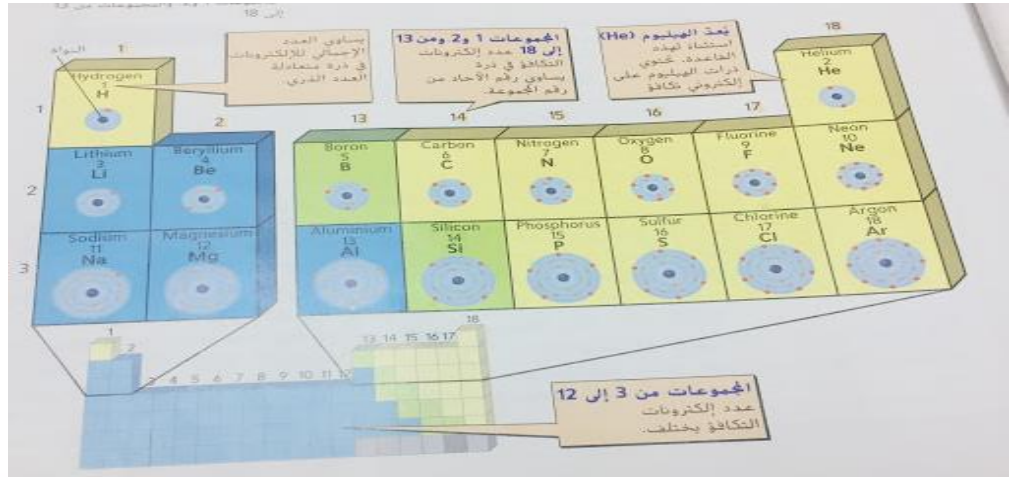 إلى 18
النواة
يساوي العدد
الإجمالي للإلكترونات
في ذرة متعادلة
العدد الذري.
المجموعات 1 و2 ومن 13
إلى 18 عدد إلكترونات
التكافؤ في ذرة
يساوي رقم الآحاد من
رقم المجموعة.
يُعدّ الهيليوم (He)
استثناء لهذه
القاعدة. تحتوي
ذرات الهيليوم على
إلكتروني تكافؤ
1
2
13
14
15
16
17
18
1
Hydrogen
1
H
Helium
2
He
2
Lithium
3
Li
Beryllium
4
Be
Boron
5
B
Carbon
6
C
Nitrogen
7
N
Oxygen
8
O
Fluorine
9
F
Neon
10
Ne
3
Sodium
11
Na
Magnesium
12
Mg
Aluminium
13
Al
Silicon
14
Si
Phosphorus
15
P
Sulfur
16
S
Chlorine
17
Cl
Argon
18
Ar
1
2
3 4 5 6 7 8 9 10 11 12
13 14 15 16 17
18
المجموعات من 3 إلى 12
عدد إلكترونات
التكافؤ يختلف.